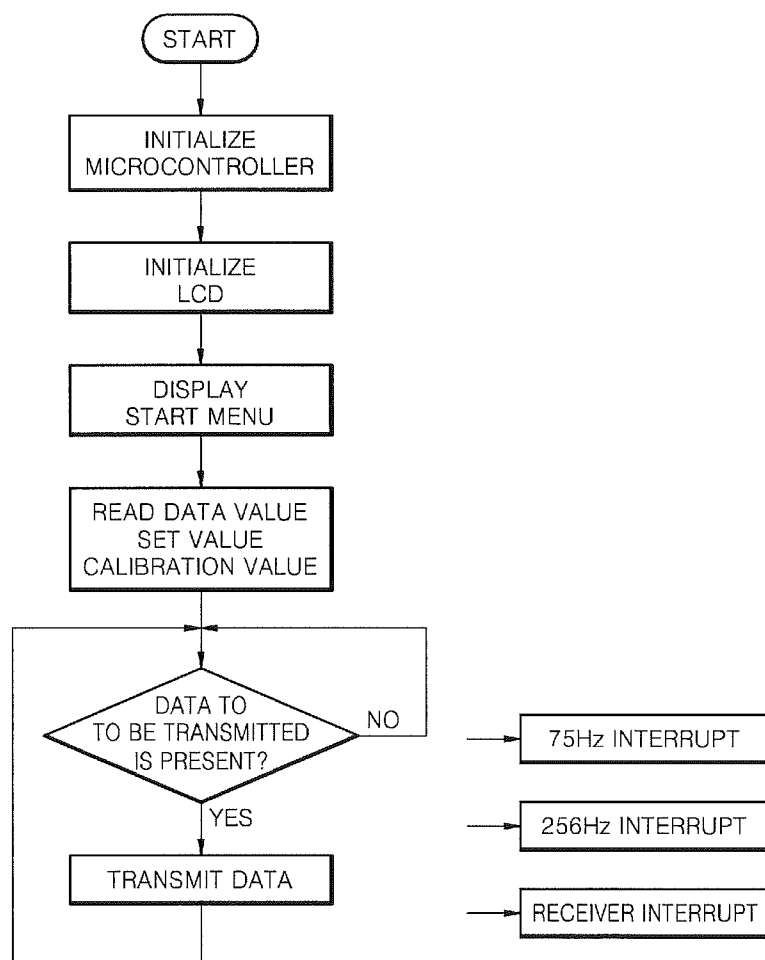 START
INITIALIZE
MICROCONTROLLER
INITIALIZE
LCD
DISPLAY
START MENU
READ DATA VALUE
SET VALUE
CALIBRATION VALUE
DATA TO
TO BE TRANSMITTED
IS PRESENT?
NO
YES
TRANSMIT DATA
75Hz INTERRUPT
256Hz INTERRUPT
RECEIVER INTERRUPT